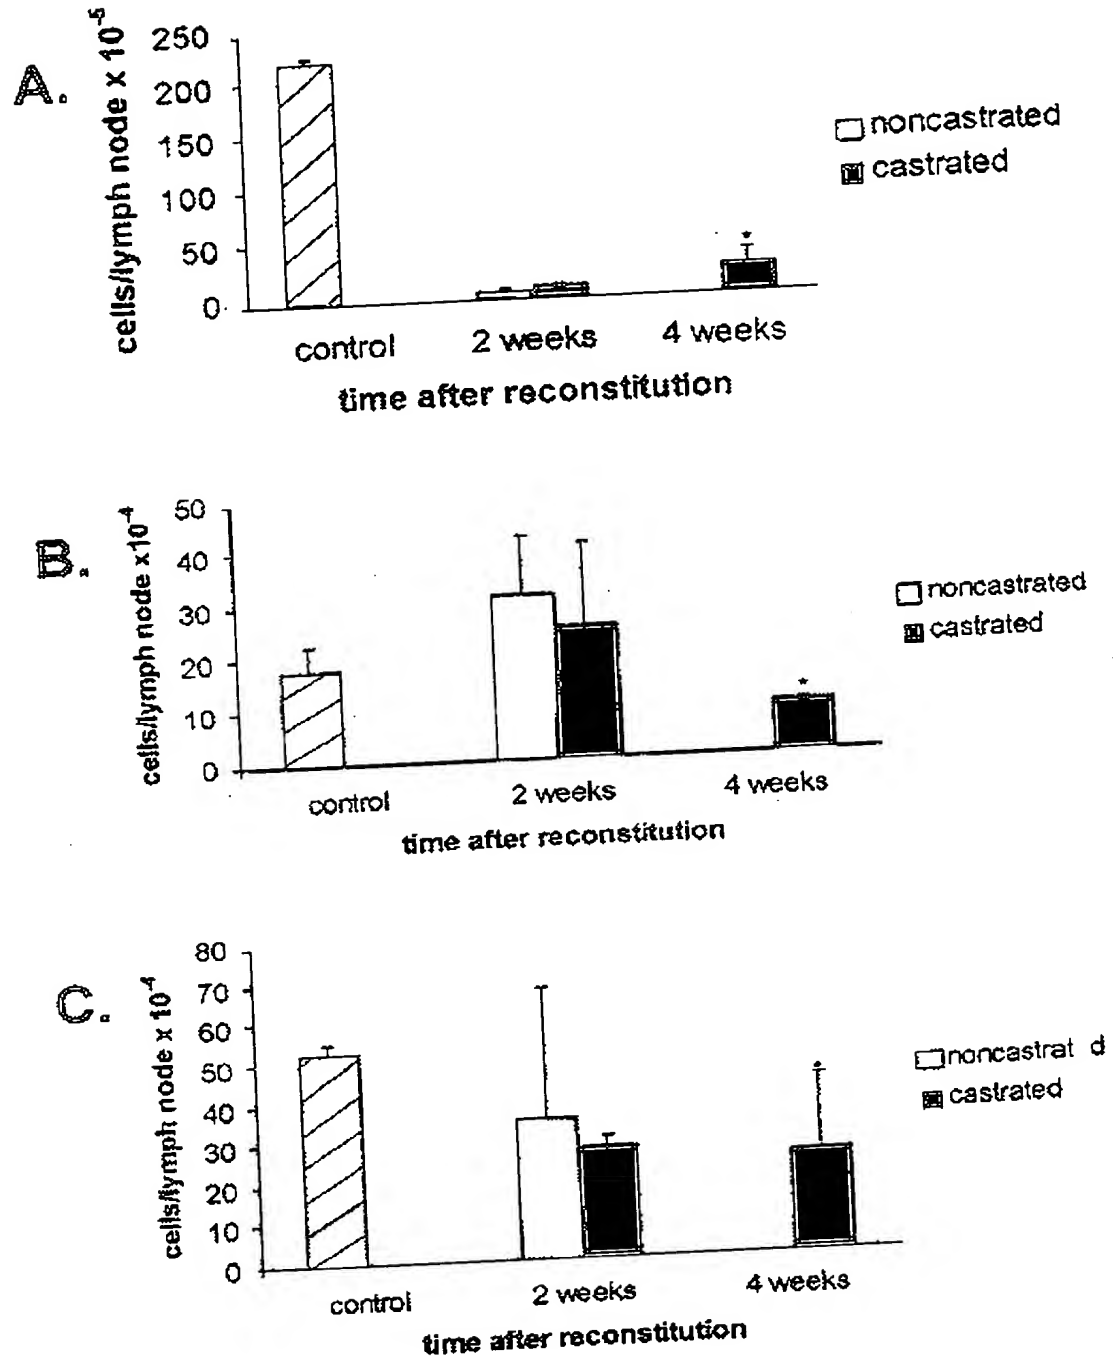 A.
cells/lymph node x 10-5
250
200
150
100
50
0
control
2 weeks
4 weeks
*
time after reconstitution
noncastrated
castrated
B.
cells/lymph node x10-4
50
40
30
20
10
0
control
2 weeks
4 weeks
*
time after reconstitution
noncastrated
castrated
C.
cells/lymph node x 10-4
80
70
60
50
40
30
20
10
0
control
2 weeks
4 weeks
*
time after reconstitution
noncastrat d
castrated